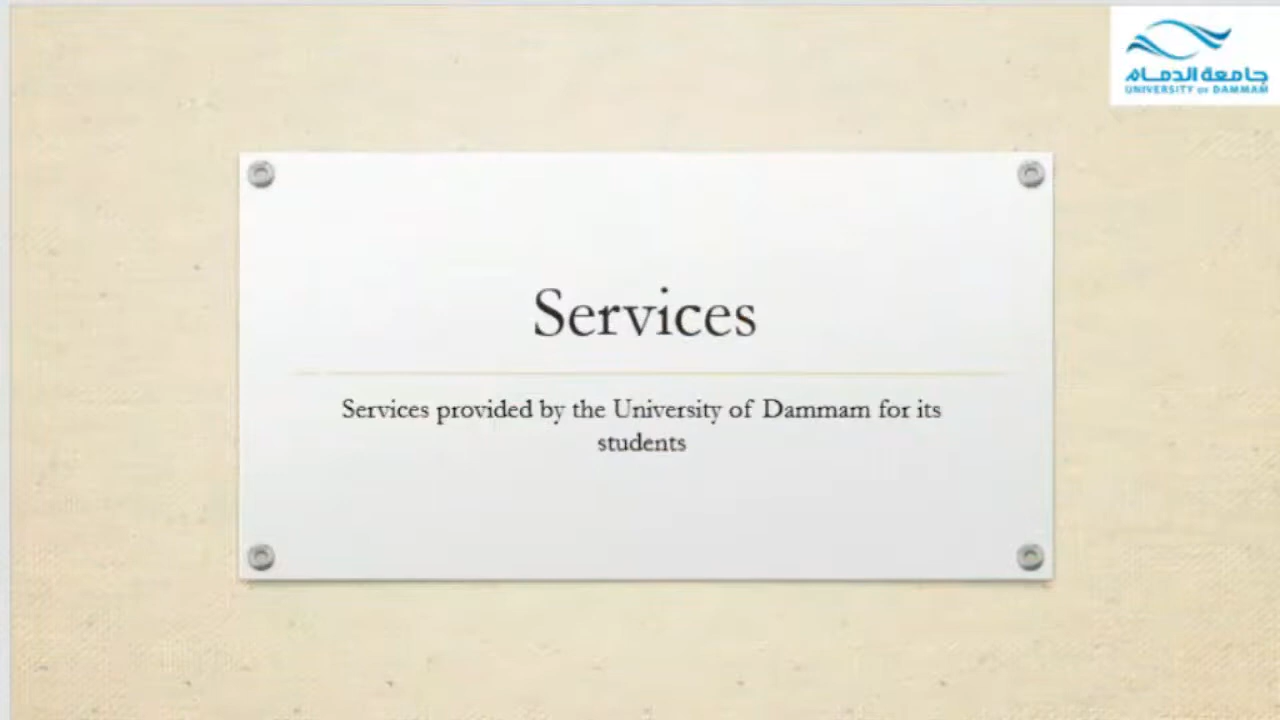 جامعة الدمام
UNIVERSITY OF DAMMAM
Services
Services provided by the University of Dammam for its
students